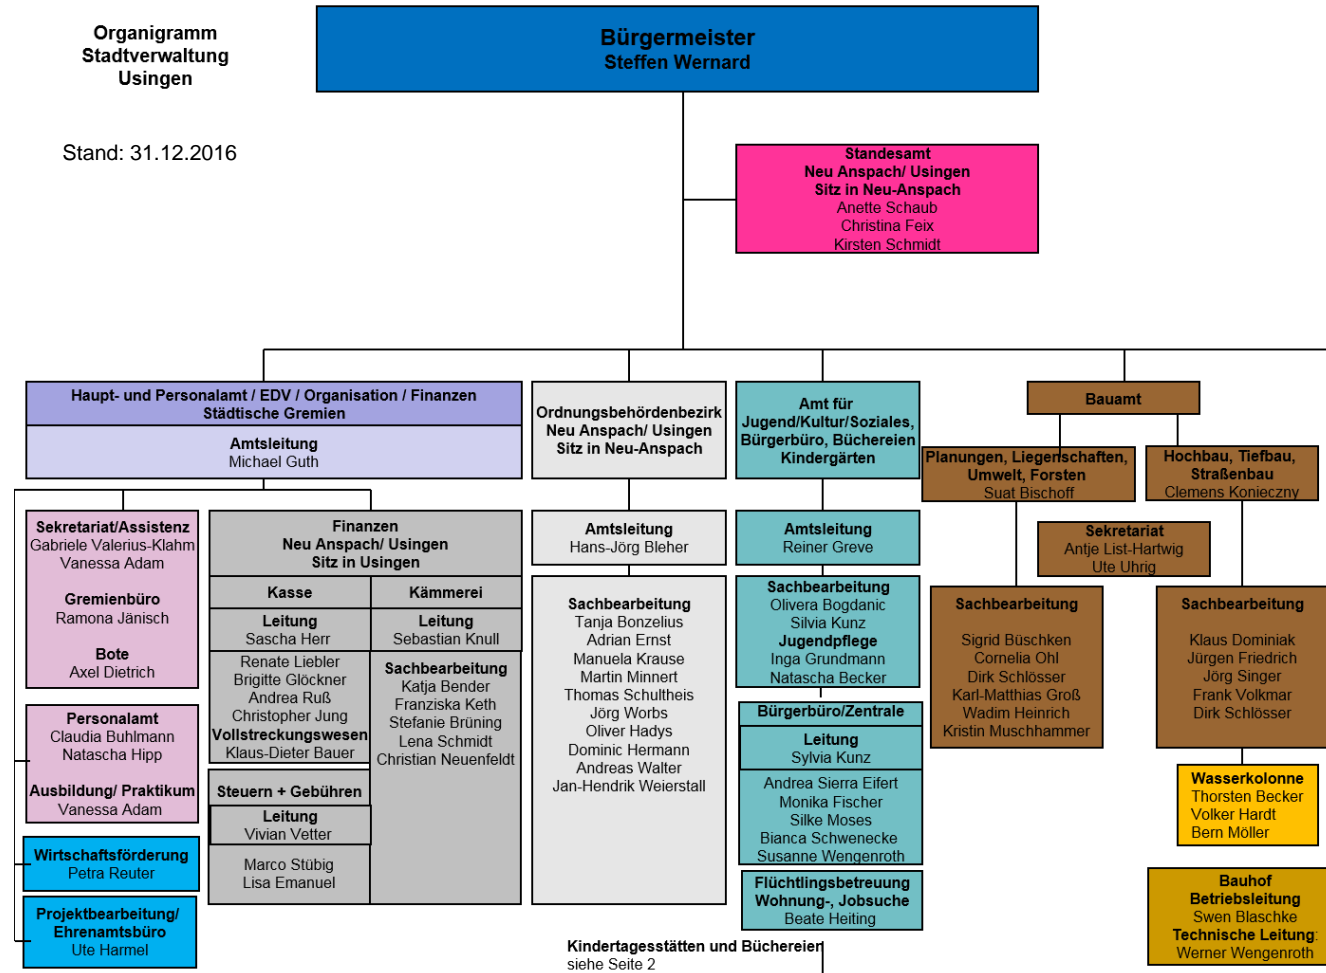 Organigramm
Stadtverwaltung
Usingen
Stand: 31.12.2016
Bürgermeister
Steffen Wernard
Standesamt
Neu Anspach/ Usingen
Sitz in Neu-Anspach
Anette Schaub
Christina Feix
Kirsten Schmidt
Haupt- und Personalamt / EDV / Organisation / Finanzen
Städtische Gremien
Amtsleitung
Michael Guth
Sekretariat/Assistenz
Gabriele Valerius-Klahm
Vanessa Adam
Gremienbüro
Ramona Jänisch
Bote
Axel Dietrich
Personalamt
Claudia Buhlmann
Natascha Hipp
Ausbildung/ Praktikum
Vanessa Adam
Wirtschaftsförderung
Petra Reuter
Projektbearbeitung/
Ehrenamtsbüro
Ute Harmel
Finanzen
Neu Anspach/ Usingen
Sitz in Usingen
Kasse
Leitung
Sascha Herr
Renate Liebler
Brigitte Glöckner
Andrea Ruß
Christopher Jung
Vollstreckungswesen
Klaus-Dieter Bauer
Steuern + Gebühren
Leitung
Vivian Vetter
Marco Stübig
Lisa Emanuel
Kämmerei
Leitung
Sebastian Knull
Sachbearbeitung
Katja Bender
Franziska Keth
Stefanie Brüning
Lena Schmidt
Christian Neuenfeldt
Ordnungsbehördenbezirk
Neu Anspach/ Usingen
Sitz in Neu-Anspach
Amtsleitung
Hans-Jörg Bleher
Sachbearbeitung
Tanja Bonzelius
Adrian Ernst
Manuela Krause
Martin Minnert
Thomas Schultheis
Jörg Worbs
Oliver Hadys
Dominic Hermann
Andreas Walter
Jan-Hendrik Weierstall
Amt für
Jugend/Kultur/Soziales,
Bürgerbüro, Büchereien
Kindergärten
Amtsleitung
Reiner Greve
Sachbearbeitung
Olivera Bogdanic
Silvia Kunz
Jugendpflege
Inga Grundmann
Natascha Becker
Bürgerbüro/Zentrale
Leitung
Sylvia Kunz
Andrea Sierra Eifert
Monika Fischer
Silke Moses
Bianca Schwenecke
Susanne Wengenroth
Flüchtlingsbetreuung
Wohnung-, Jobsuche
Beate Heiting
Kindertagesstätten und Büchereien
siehe Seite 2
Bauamt
Planungen, Liegenschaften,
Umwelt, Forsten
Suat Bischoff
Hochbau, Tiefbau,
Straßenbau
Clemens Konieczny
Sekretariat
Antje List-Hartwig
Ute Uhrig
Sachbearbeitung
Sigrid Büschken
Cornelia Ohl
Dirk Schlösser
Karl-Matthias Groß
Wadim Heinrich
Kristin Muschhammer
Sachbearbeitung
Klaus Dominiak
Jürgen Friedrich
Jörg Singer
Frank Volkmar
Dirk Schlösser
Wasserkolonne
Thorsten Becker
Volker Hardt
Bern Möller
Bauhof
Betriebsleitung
Swen Blaschke
Technische Leitung:
Werner Wengenroth